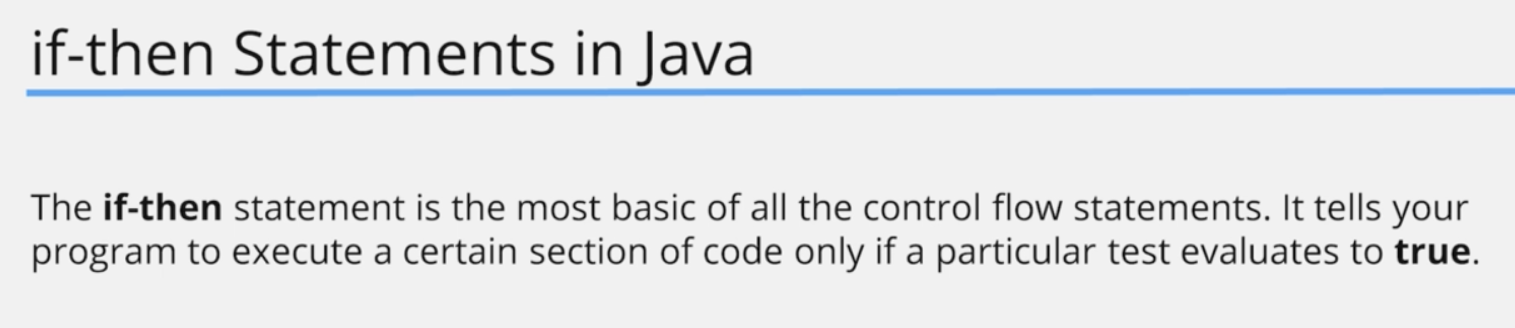 if-then Statements in Java
The if-then statement is the most basic of all the control flow statements. It tells your
program to execute a certain section of code only if a particular test evaluates to true.